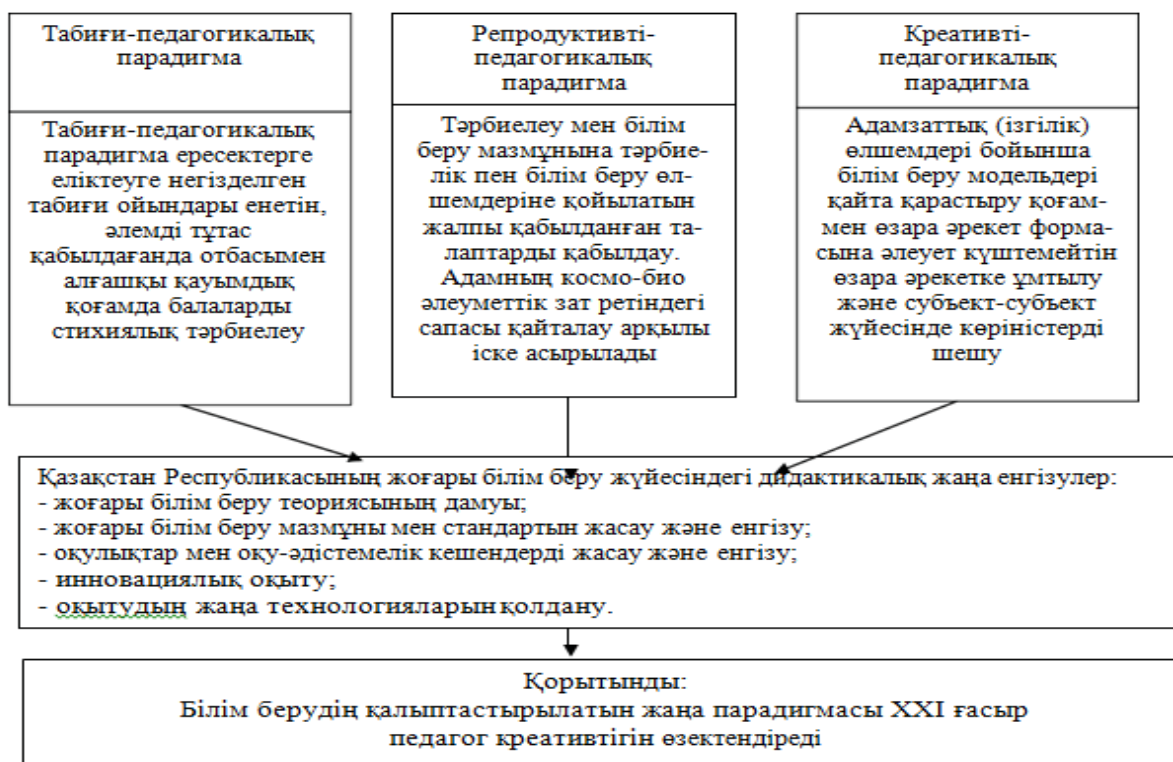 Табиғи-педагогикалық
парадигма
Табиғи-педагогикалық
парадигма ересектерге
еліктеуге негізделген
табиғи ойындары енетін,
әлемді тұтас
қабылдағанда отбасымен
алғашқы қауымдық
қоғамда балаларды
стихиялық тәрбиелеу
Репродуктивті-
педагогикалық
парадигма
Тәрбиелеу мен білім
беру мазмұнына тәрбие-
лік пен білім беру өл-
шемдеріне қойылатын
жалпы қабылданған та-
лаптарды қабылдау.
Адамның космо-био
әлеуметтік зат ретіндегі
сапасы қайталау арқылы
іске асырылады
Креативті-
педагогикалық
парадигма
Адамзаттық (ізгілік)
өлшемдері бойынша
білім беру модельдері
қайта қарастыру қоғам-
мен өзара әрекет форма-
сына әлеует күштемейтін
өзара әрекетке ұмтылу
және субъект-субъект
жүйесінде көріністерді
шешу
Қазақстан Республикасының жоғары білім беру жүйесіндегі дидактикалық жаңа енгізулер:
- жоғары білім беру теориясының дамуы;
- жоғары білім беру мазмұны мен стандартын жасау және енгізу;
- оқулықтар мен оқу-әдістемелік кешендерді жасау және енгізу;
- инновациялық оқыту;
- оқытудың жаңа технологияларын қолдану.
Қорытынды:
Білім берудің қалыптастырылатын жаңа парадигмасы XXI ғасыр
педагог креативтігін өзектендіреді